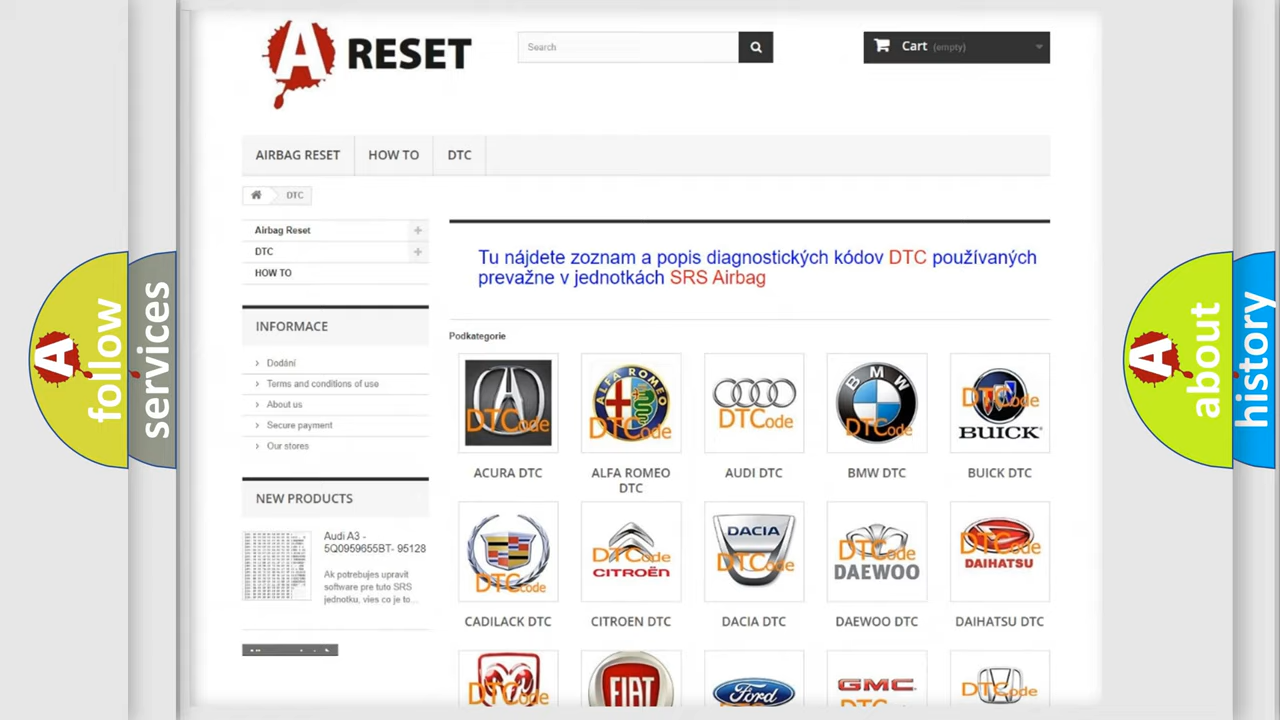 A RESET
Search
Cart (empty)
AIRBAG RESET
HOW TO
DTC
DTC
Airbag Reset
DTC
HOW TO
Tu nájdete zoznam a popis diagnostických kódov DTC používaných
prevažne v jednotkách SRS Airbag
INFORMACE
Dodání
Terms and conditions of use
About us
Secure payment
Our stores
Podkategorie
DTCode
ACURA DTC
ALFA ROMEO
DTCode
ALFA ROMEO
DTC
DTCode
AUDI DTC
BMW
DTCode
BMW DTC
DTCode
BUICK
BUICK DTC
NEW PRODUCTS
Audi A3 -
5Q0959655BT- 95128
Ak potrebujes upravit
software pre tuto SRS
jednotku, vies co je to...
DTCode
CADILACK DTC
DTCode
CITROËN
CITROEN DTC
DACIA
DTCode
DACIA DTC
DTCode
DAEWOO
DAEWOO DTC
DTCode
DAIHATSU
DAIHATSU DTC
DTCode
FIAT
Ford
GMC
DTCode
A follow
services
A about
history